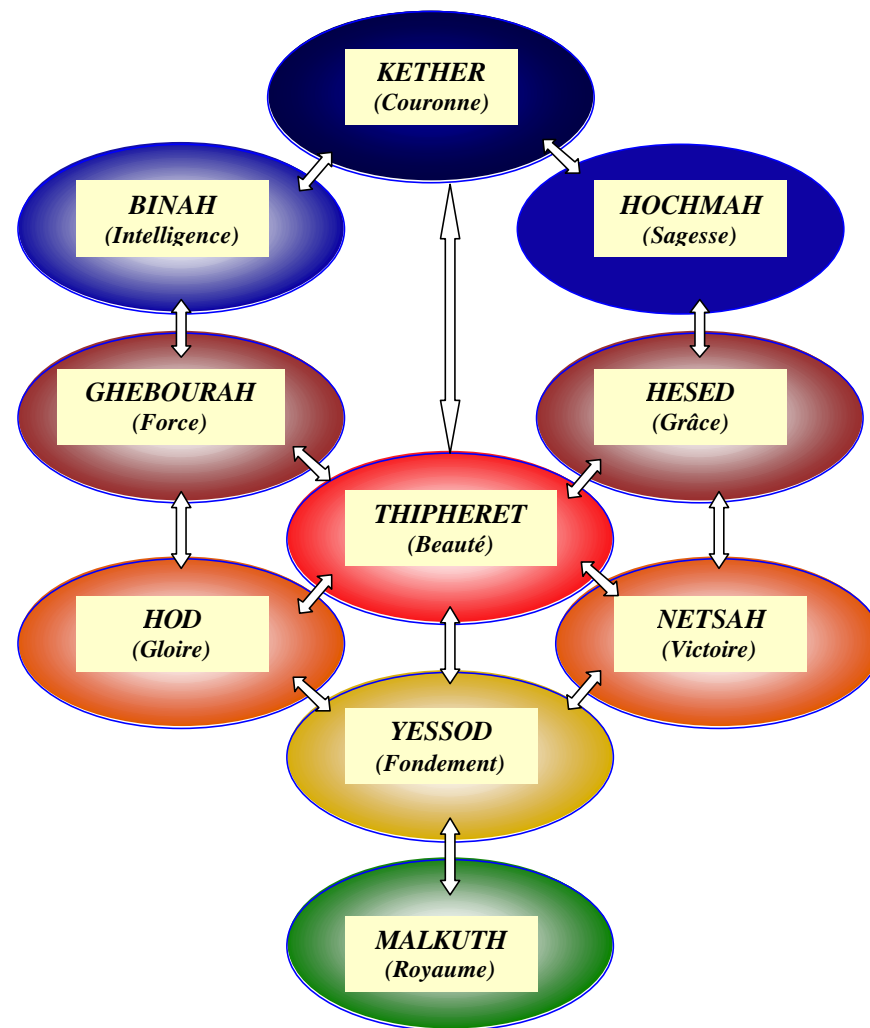 KETHER
(Couronne)
BINAH
(Intelligence)
HOCHMAH
(Sagesse)
GHEBOURAH
(Force)
HESED
(Grâce)
THIPHERET
(Beauté)
HOD
(Gloire)
NETSAH
(Victoire)
YESSOD
(Fondement)
MALKUTH
(Royaume)